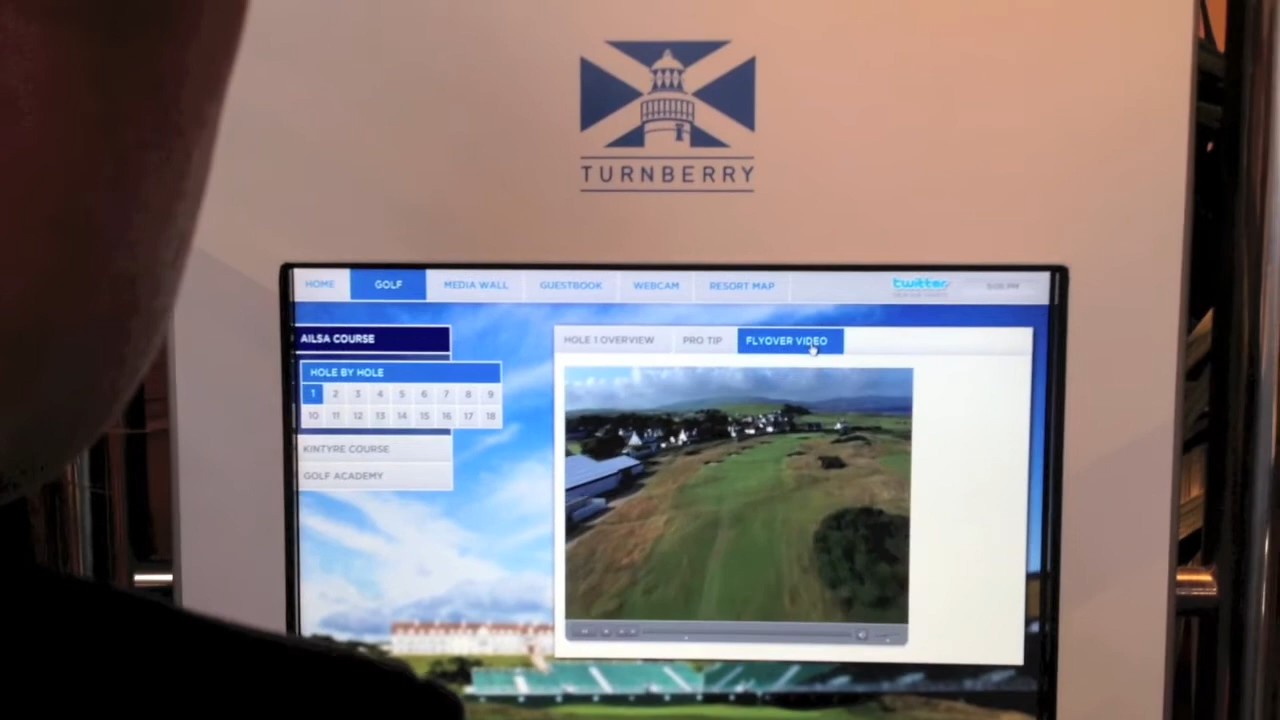 TURNBERRY
HOME GOLF MEDIA WALL GUESTBOOK WEBCAM RESORT MAP twitter
AILSA COURSE
HOLE 1 OVERVIEW PRO TIP FLYOVER VIDEO
HOLE BY HOLE
1 2 3 4 5 6 7 8 9
10 11 12 13 14 15 16 17 18
KINTYRE COURSE
GOLF ACADEMY